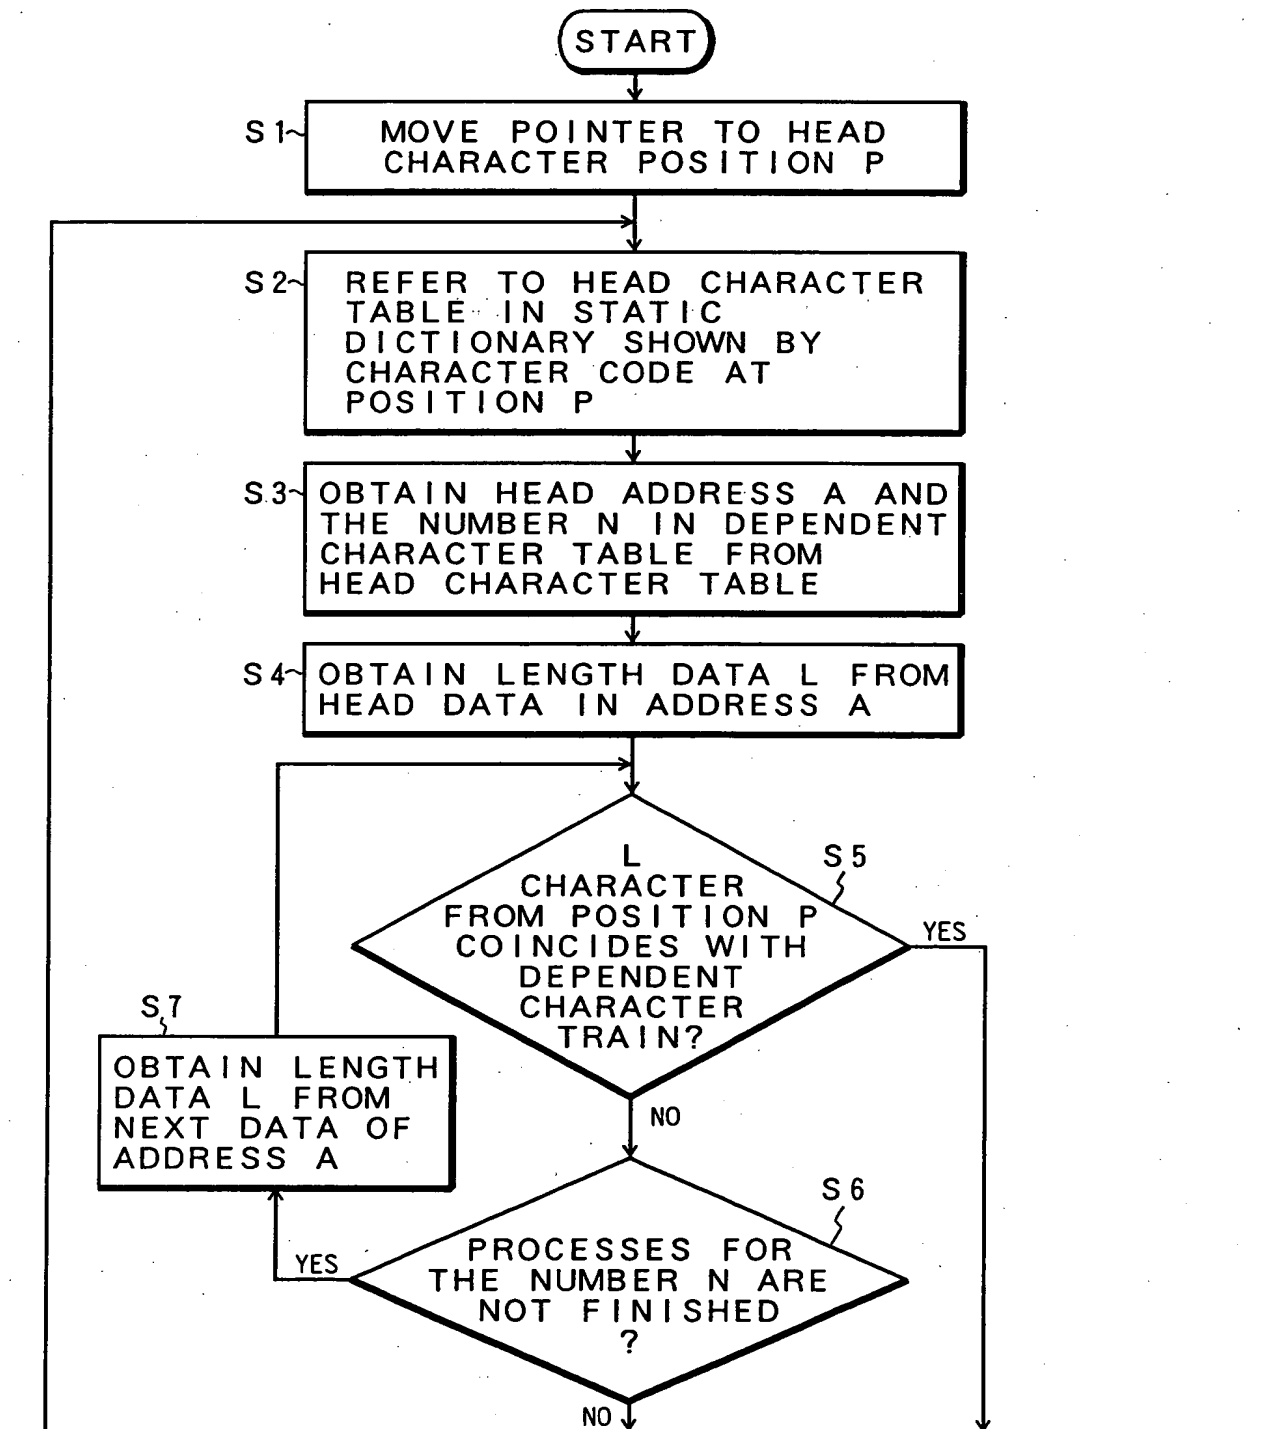 START
S1
MOVE POINTER TO HEAD
CHARACTER POSITION P
S2
REFER TO HEAD CHARACTER
TABLE IN STATIC
DICTIONARY SHOWN BY
CHARACTER CODE AT
POSITION P
S3
OBTAIN HEAD ADDRESS A AND
THE NUMBER N IN DEPENDENT
CHARACTER TABLE FROM
HEAD CHARACTER TABLE
S4
OBTAIN LENGTH DATA L FROM
HEAD DATA IN ADDRESS A
S5
L
CHARACTER
FROM POSITION P
COINCIDES WITH
DEPENDENT
CHARACTER
TRAIN?
YES
NO
S7
OBTAIN LENGTH
DATA L FROM
NEXT DATA OF
ADDRESS A
S6
PROCESSES FOR
THE NUMBER N ARE
NOT FINISHED
?
YES
NO